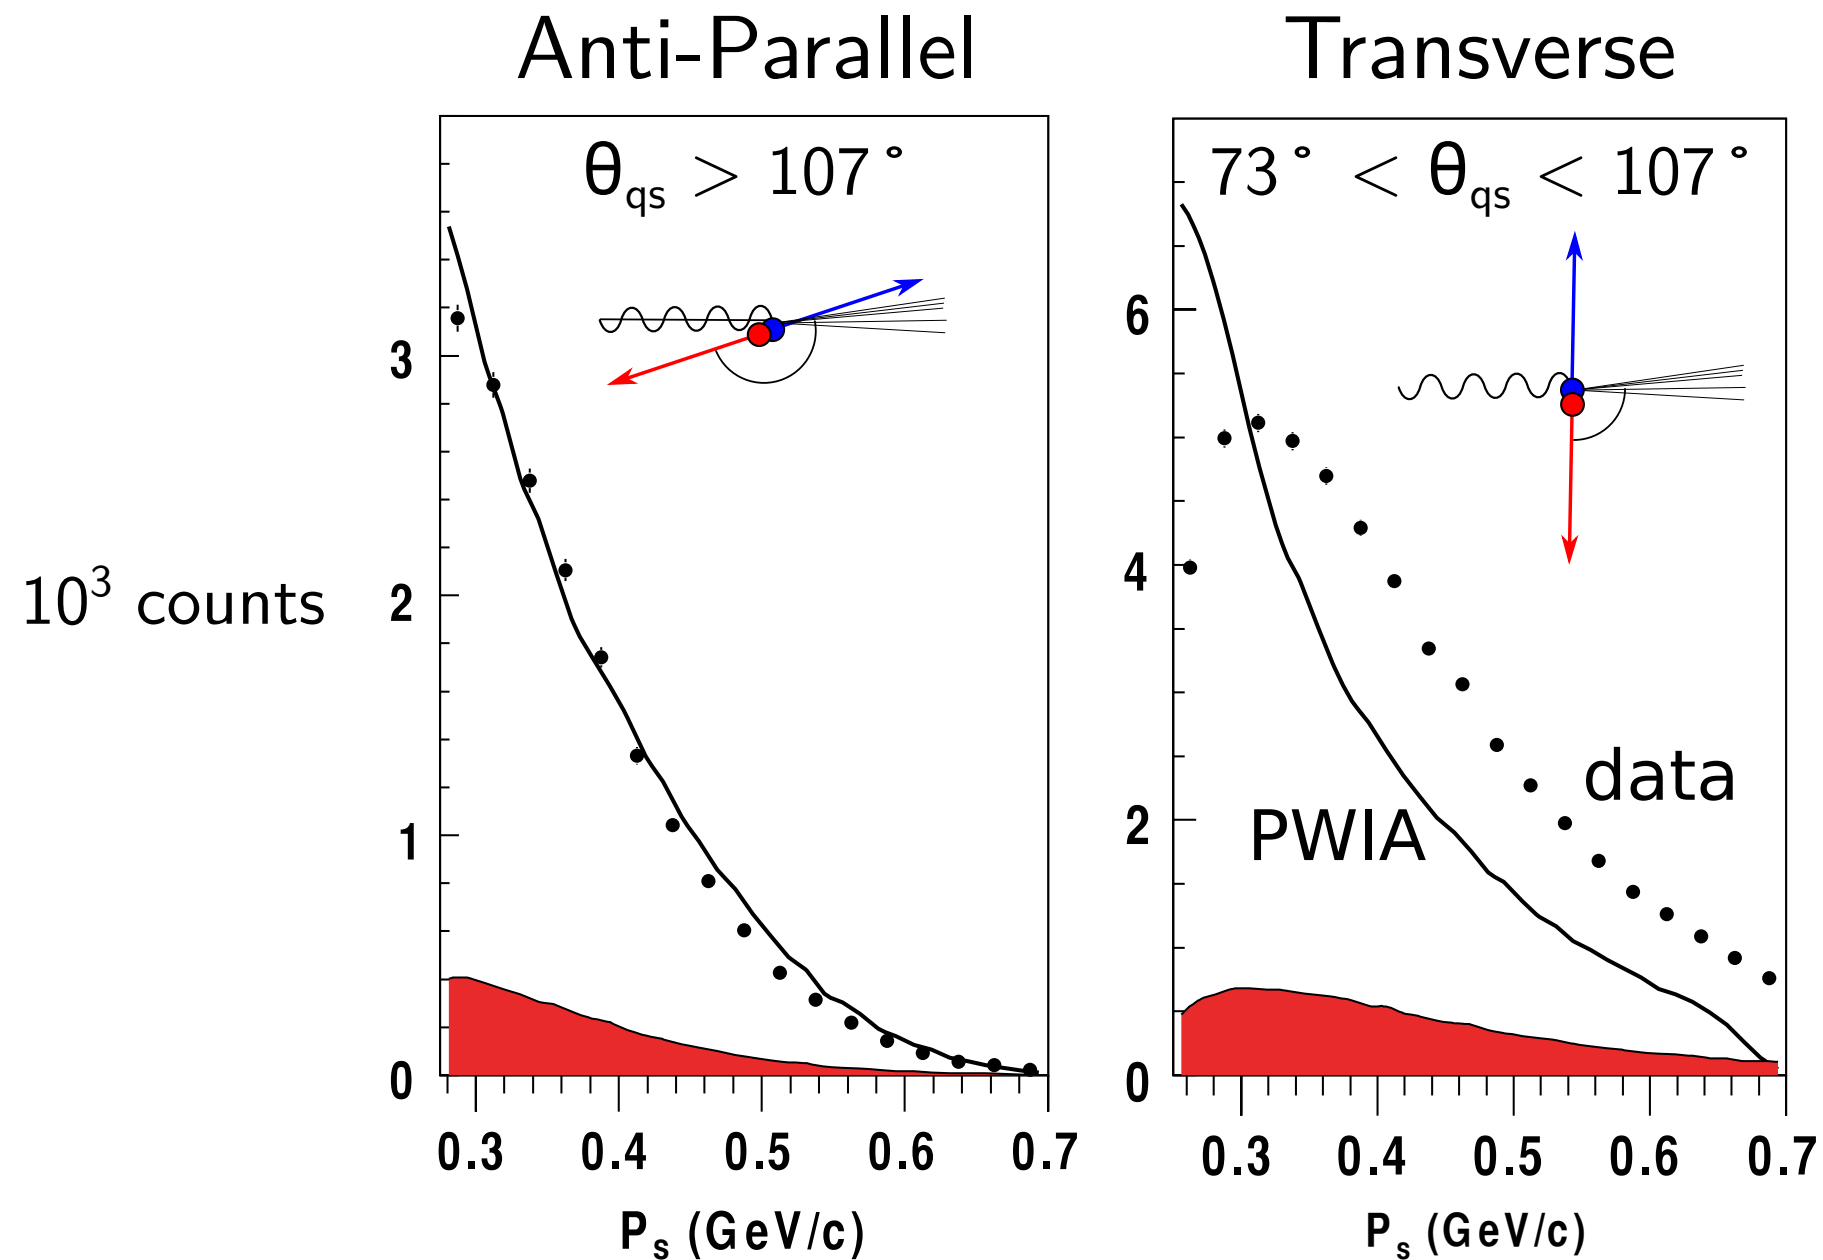 Anti-Parallel
θqs > 107°
10³ counts
3
2
1
0
0.3 0.4 0.5 0.6 0.7
Ps (GeV/c)
Transverse
73° < θqs < 107°
6
4
2
0
data
PWIA
0.3 0.4 0.5 0.6 0.7
Ps (GeV/c)